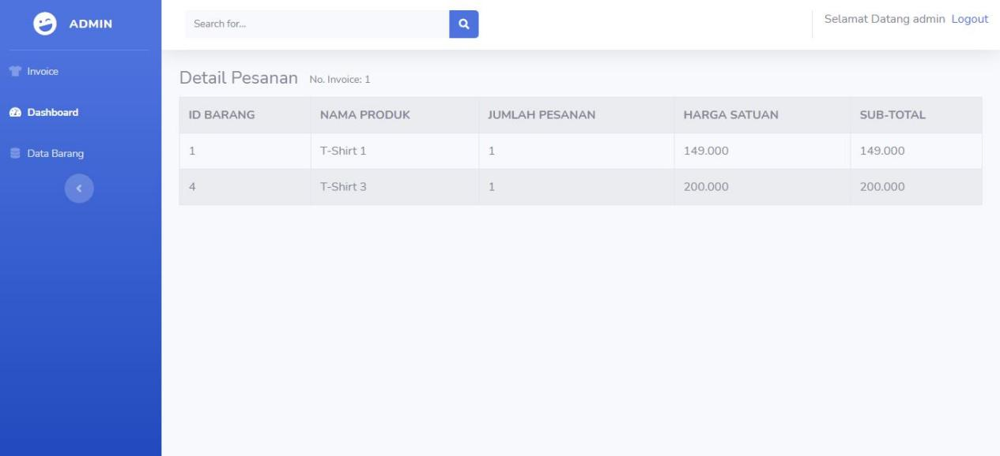 ADMIN
Search for...
Selamat Datang admin Logout
Invoice
Dashboard
Data Barang
Detail Pesanan No. Invoice: 1
ID BARANG NAMA PRODUK JUMLAH PESANAN HARGA SATUAN SUB-TOTAL
1 T-Shirt 1 1 149.000 149.000
4 T-Shirt 3 1 200.000 200.000